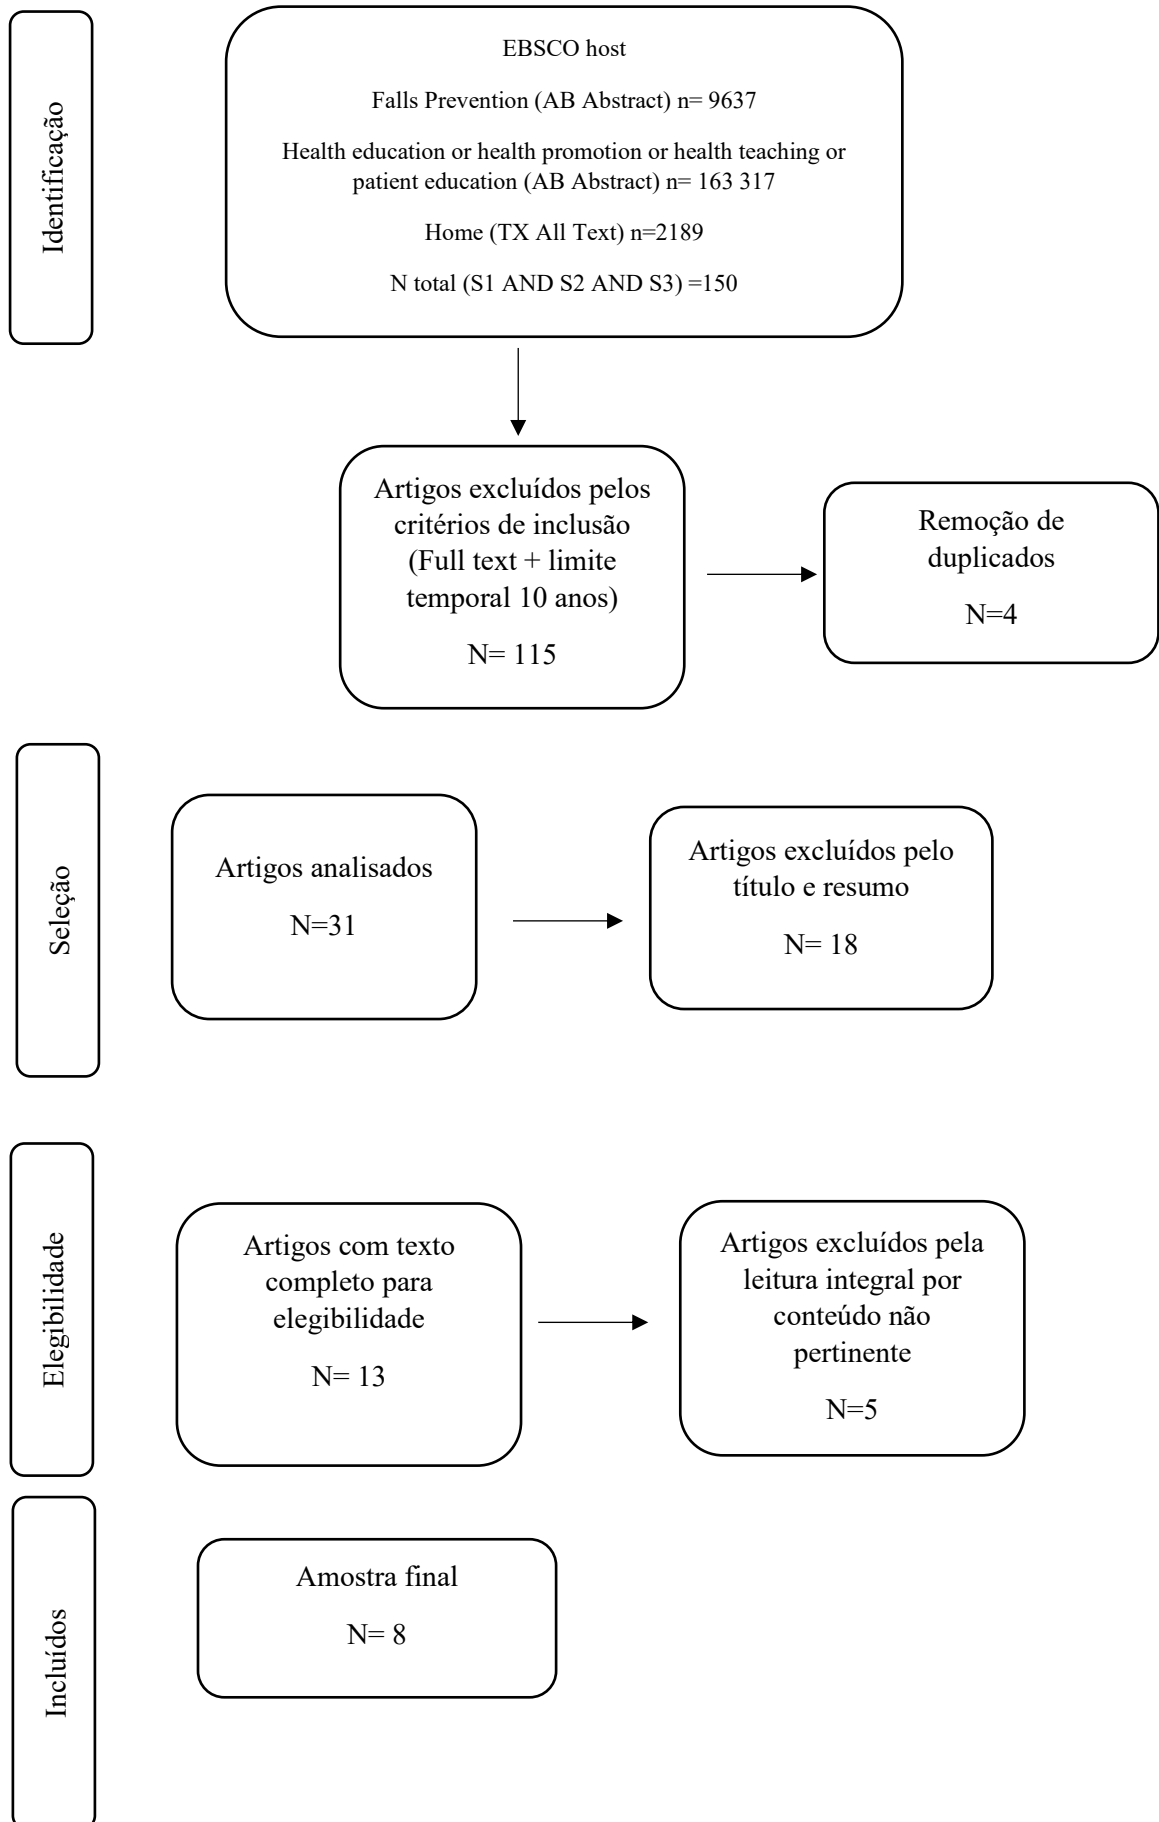 Identificação
EBSCO host
Falls Prevention (AB Abstract) n= 9637
Health education or health promotion or health teaching or
patient education (AB Abstract) n= 163 317
Home (TX All Text) n=2189
N total (S1 AND S2 AND S3) =150
Artigos excluídos pelos
critérios de inclusão
(Full text + limite
temporal 10 anos)
N= 115
Remoção de
duplicados
N=4
Seleção
Artigos analisados
N=31
Artigos excluídos pelo
título e resumo
N= 18
Elegibilidade
Artigos com texto
completo para
elegibilidade
N= 13
Artigos excluídos pela
leitura integral por
conteúdo não
pertinente
N=5
Incluídos
Amostra final
N= 8